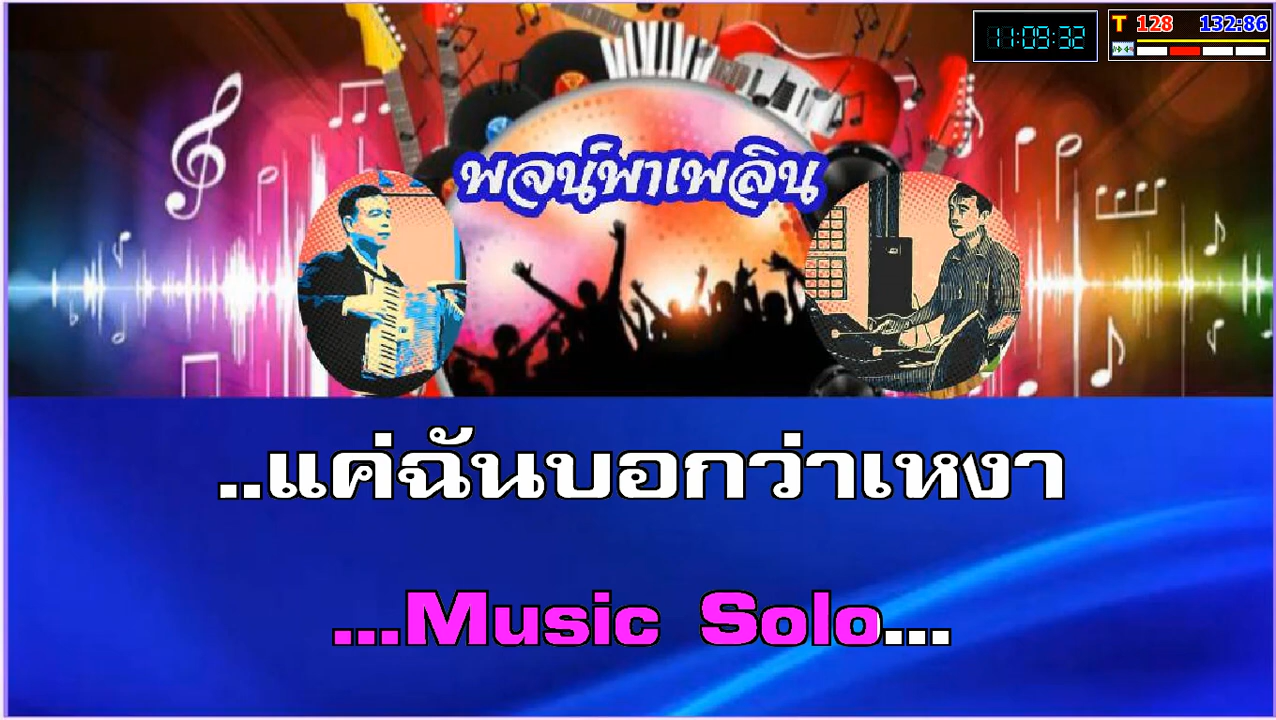 11:09:32
T 128 132:86
พจน์พาเพลิน
..แค่ฉันบอกว่าเหงา
...Music Solo...